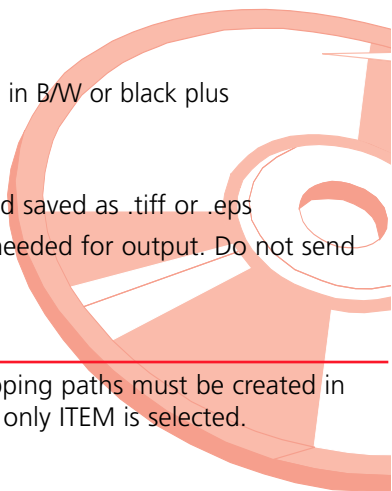 in B/W or black plus
d saved as .tiff or .eps
needed for output. Do not send
pping paths must be created in
only ITEM is selected.